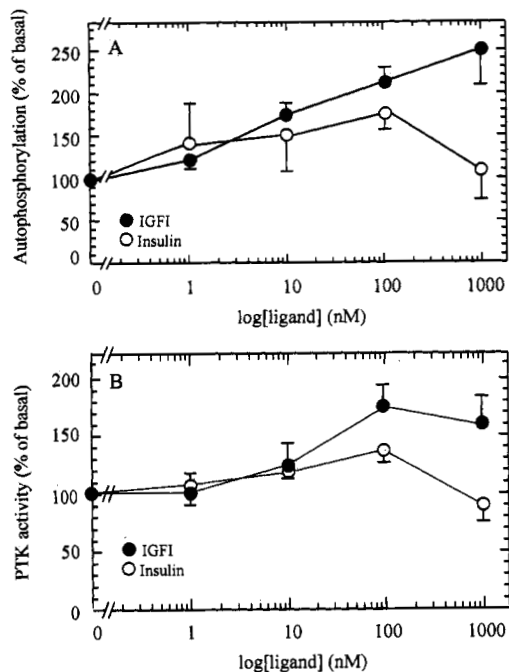 A
Autophosphorylation (% of basal)
250
200
150
100
50
0
IGFI
Insulin
0 1 10 100 1000
log[ligand] (nM)
B
PTK activity (% of basal)
200
150
100
50
0
IGFI
Insulin
0 1 10 100 1000
log[ligand] (nM)